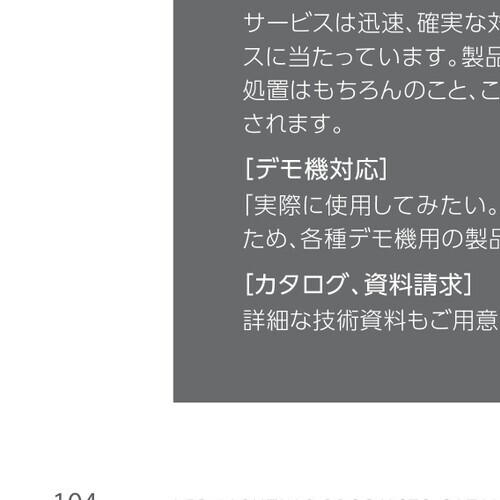 サービスは迅速、確実な対
スに当たっています。製品
処置はもちろんのこと、こ
されます。
［デモ機対応］
「実際に使用してみたい。
ため、各種デモ機用の製品
［カタログ、資料請求］
詳細な技術資料もご用意
104